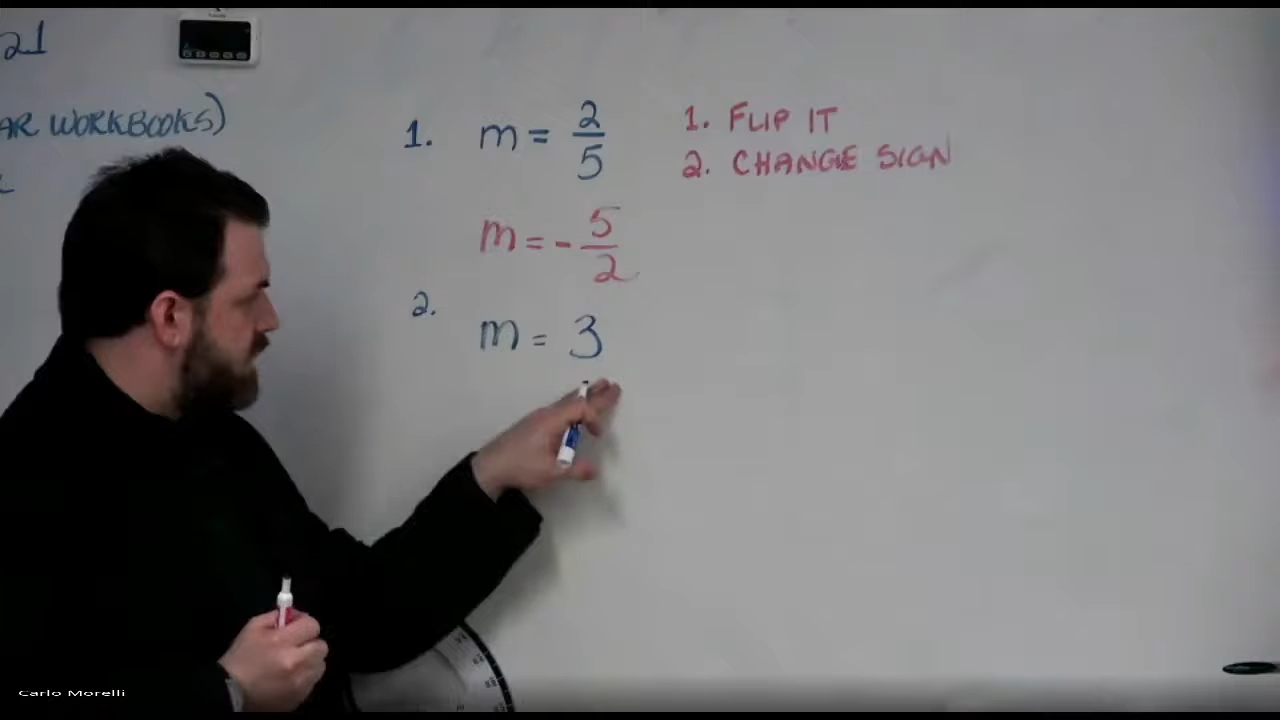 21
AR WORKBOOKS)
1. m = 2/5
1. FLIP IT
2. CHANGE SIGN
m = - 5/2
2. m = 3
Carlo Morelli